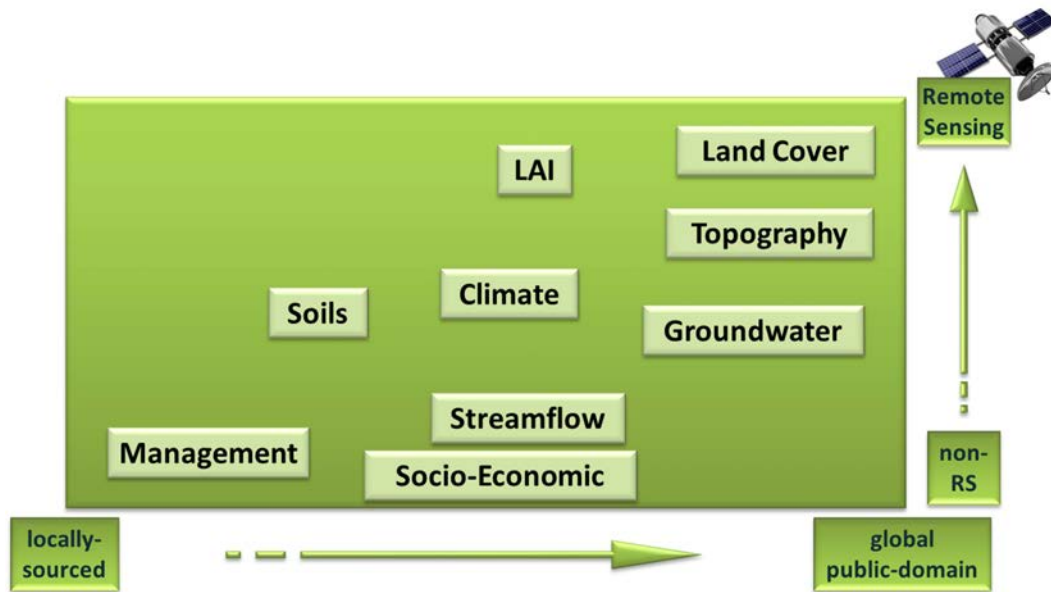 Remote
Sensing
Land Cover
LAI
Topography
Climate
Soils
Groundwater
Streamflow
Management
Socio-Economic
non-
RS
locally-
sourced
global
public-domain